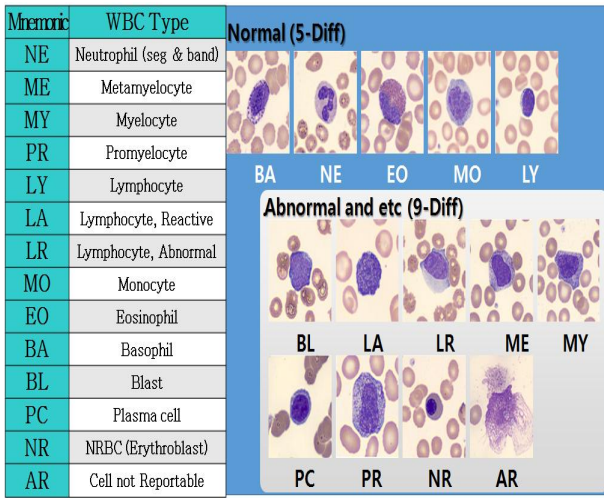 Mnemonic WBC Type
NE Neutrophil (seg & band)
ME Metamyelocyte
MY Myelocyte
PR Promyelocyte
LY Lymphocyte
LA Lymphocyte, Reactive
LR Lymphocyte, Abnormal
MO Monocyte
EO Eosinophil
BA Basophil
BL Blast
PC Plasma cell
NR NRBC (Erythroblast)
AR Cell not Reportable
Normal (5-Diff)
BA NE EO MO LY
Abnormal and etc (9-Diff)
BL LA LR ME MY
PC PR NR AR